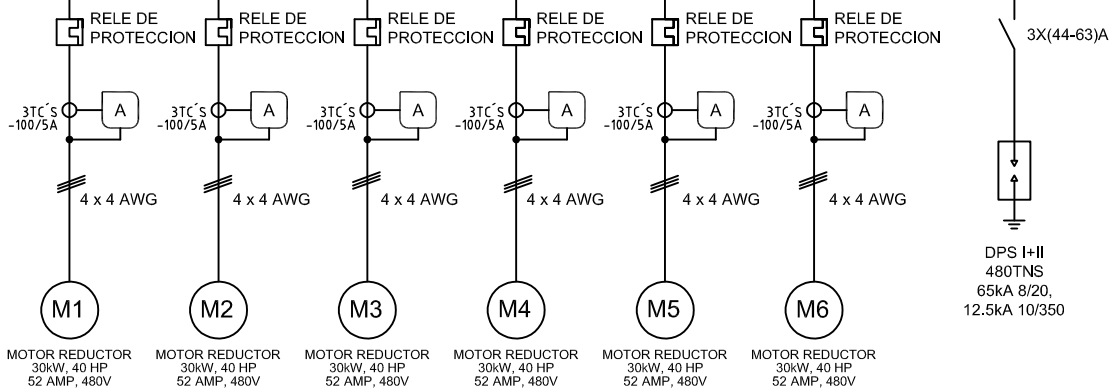 RELE DE
PROTECCION
RELE DE
PROTECCION
RELE DE
PROTECCION
RELE DE
PROTECCION
RELE DE
PROTECCION
RELE DE
PROTECCION
3X(44-63)A
3TC´S
-100/5A
A
3TC´S
-100/5A
A
3TC´S
-100/5A
A
3TC´S
-100/5A
A
3TC´S
-100/5A
A
3TC´S
-100/5A
A
4 x 4 AWG
4 x 4 AWG
4 x 4 AWG
4 x 4 AWG
4 x 4 AWG
4 x 4 AWG
DPS I+II
480TNS
65kA 8/20,
12.5kA 10/350
M1
M2
M3
M4
M5
M6
MOTOR REDUCTOR
30kW, 40 HP
52 AMP, 480V
MOTOR REDUCTOR
30kW, 40 HP
52 AMP, 480V
MOTOR REDUCTOR
30kW, 40 HP
52 AMP, 480V
MOTOR REDUCTOR
30kW, 40 HP
52 AMP, 480V
MOTOR REDUCTOR
30kW, 40 HP
52 AMP, 480V
MOTOR REDUCTOR
30kW, 40 HP
52 AMP, 480V